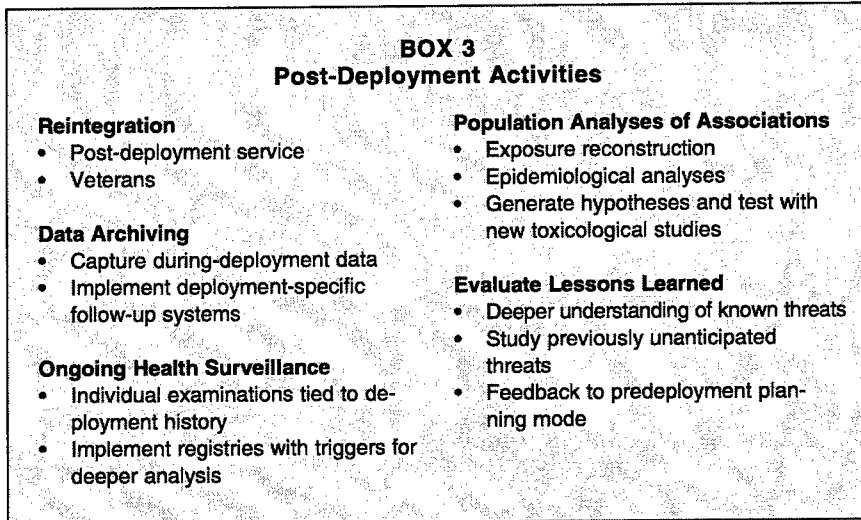 BOX 3
Post-Deployment Activities
Reintegration
• Post-deployment service
• Veterans
Data Archiving
• Capture during-deployment data
• Implement deployment-specific
follow-up systems
Ongoing Health Surveillance
• Individual examinations tied to de-
ployment history
• Implement registries with triggers for
deeper analysis
Population Analyses of Associations
• Exposure reconstruction
• Epidemiological analyses
• Generate hypotheses and test with
new toxicological studies
Evaluate Lessons Learned
• Deeper understanding of known threats
• Study previously unanticipated
threats
• Feedback to predeployment plan-
ning mode